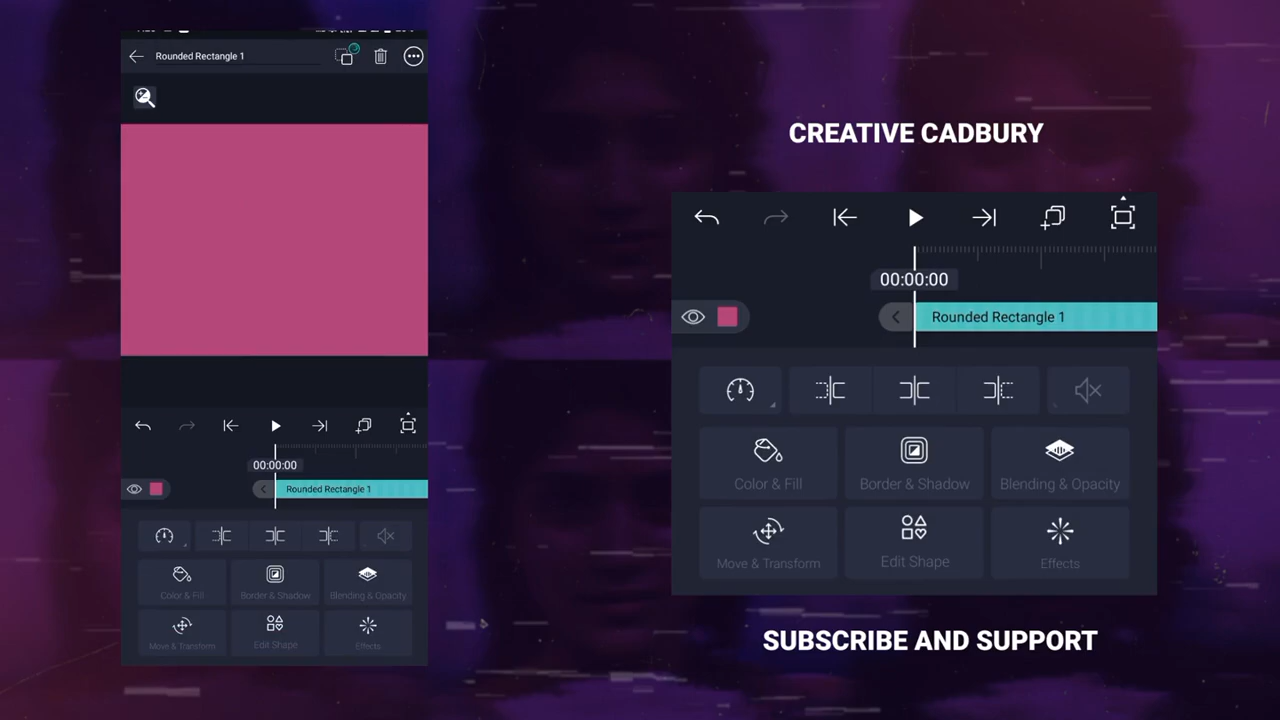 Rounded Rectangle 1
00:00:00
Rounded Rectangle 1
Color & Fill
Border & Shadow
Blending & Opacity
Move & Transform
Edit Shape
Effects
CREATIVE CADBURY
00:00:00
Rounded Rectangle 1
Color & Fill
Border & Shadow
Blending & Opacity
Move & Transform
Edit Shape
Effects
SUBSCRIBE AND SUPPORT